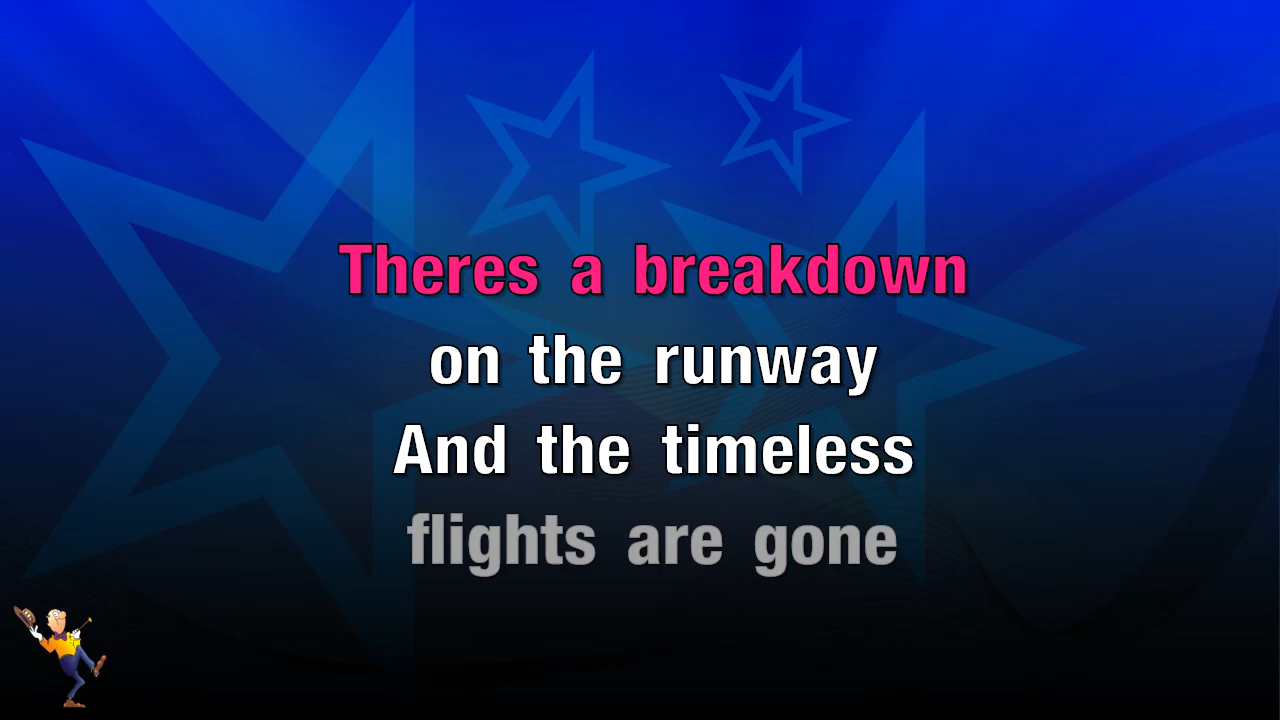 Theres a breakdown
on the runway
And the timeless
flights are gone